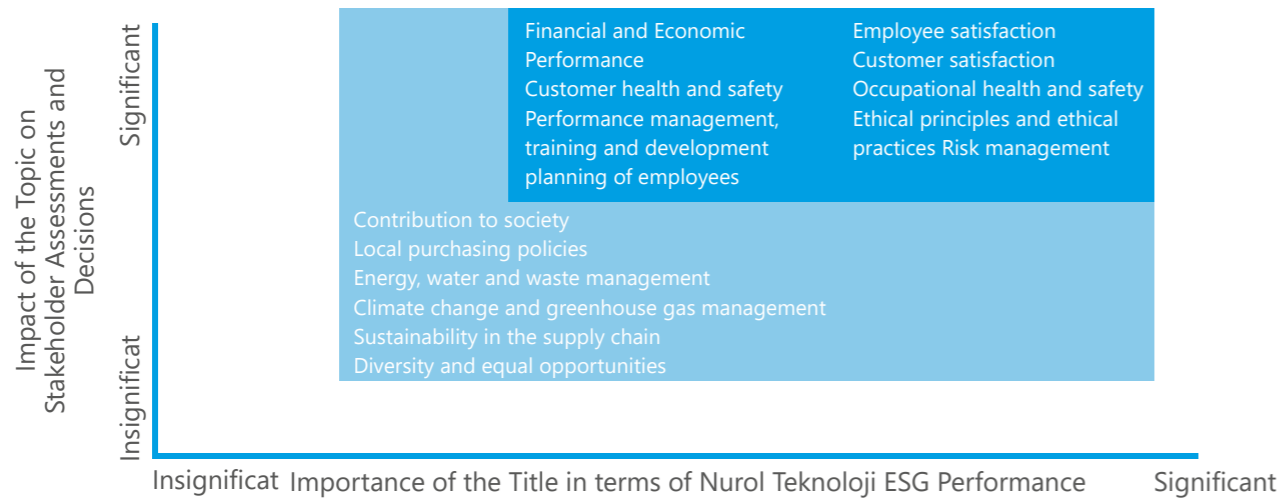 Impact of the Topic on
Stakeholder Assessments and
Decisions
Significant
Insignificat
Financial and Economic
Performance
Customer health and safety
Performance management,
training and development
planning of employees
Employee satisfaction
Customer satisfaction
Occupational health and safety
Ethical principles and ethical
practices Risk management
Contribution to society
Local purchasing policies
Energy, water and waste management
Climate change and greenhouse gas management
Sustainability in the supply chain
Diversity and equal opportunities
Insignificat
Importance of the Title in terms of Nurol Teknoloji ESG Performance
Significant